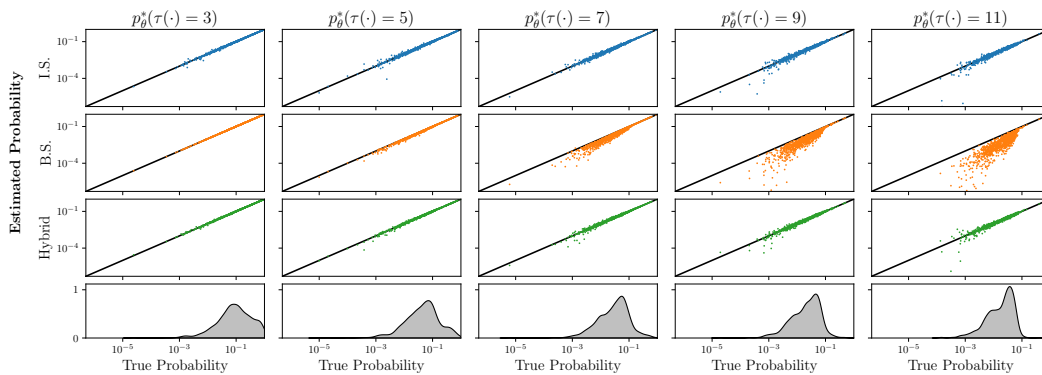 p*θ(τ(·) = 3) p*θ(τ(·) = 5) p*θ(τ(·) = 7) p*θ(τ(·) = 9) p*θ(τ(·) = 11)
Estimated Probability
I.S.
10⁻¹
10⁻⁴
B.S.
10⁻¹
10⁻⁴
Hybrid
10⁻¹
10⁻⁴
1
0
10⁻⁵ 10⁻³ 10⁻¹ 10⁻⁵ 10⁻³ 10⁻¹ 10⁻⁵ 10⁻³ 10⁻¹ 10⁻⁵ 10⁻³ 10⁻¹ 10⁻⁵ 10⁻³ 10⁻¹
True Probability True Probability True Probability True Probability True Probability